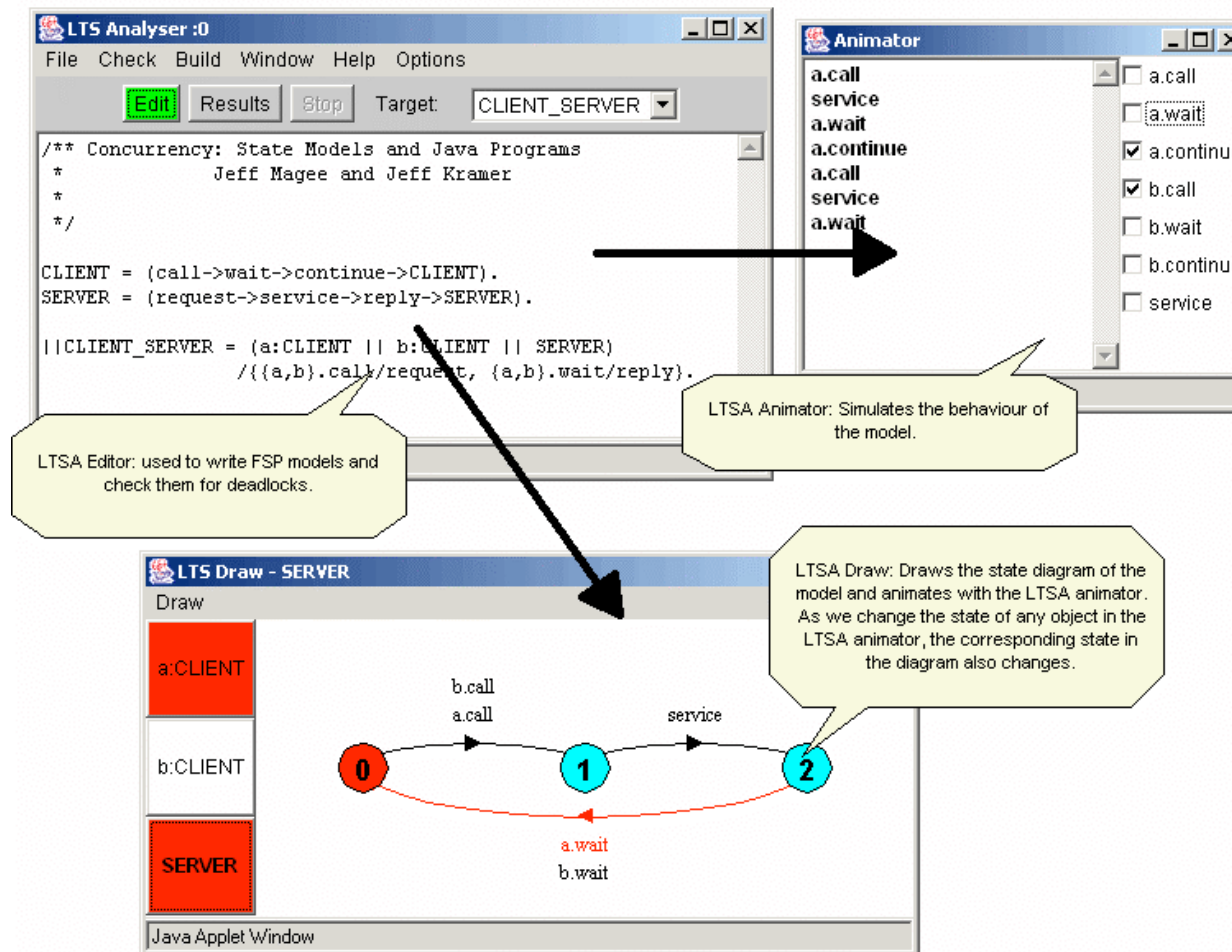 LTS Analyser :0
File Check Build Window Help Options
Edit Results Stop Target: CLIENT_SERVER
/** Concurrency: State Models and Java Programs
* Jeff Magee and Jeff Kramer
*
*/
CLIENT = (call->wait->continue->CLIENT).
SERVER = (request->service->reply->SERVER).
||CLIENT_SERVER = (a:CLIENT || b:CLIENT || SERVER)
/{{a,b}.call/request, {a,b}.wait/reply}.
LTSA Editor: used to write FSP models and
check them for deadlocks.
Animator
a.call
service
a.wait
a.continue
a.call
service
a.wait
a.call
a.wait
a.continu
b.call
b.wait
b.continu
service
LTSA Animator: Simulates the behaviour of
the model.
LTS Draw - SERVER
Draw
a:CLIENT
b:CLIENT
SERVER
b.call
a.call
service
0
1
2
a.wait
b.wait
LTSA Draw: Draws the state diagram of the
model and animates with the LTSA animator.
As we change the state of any object in the
LTSA animator, the corresponding state in
the diagram also changes.
Java Applet Window